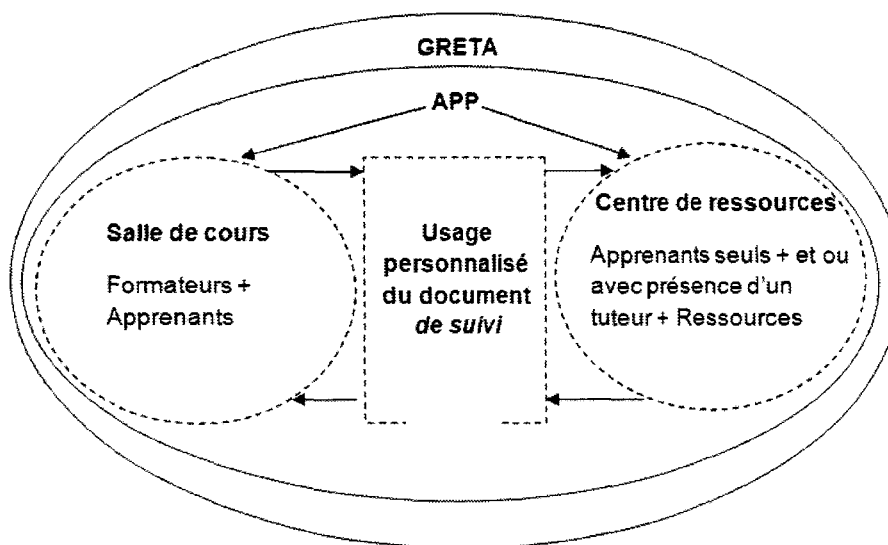 GRETA
APP
Salle de cours
Formateurs +
Apprenants
Usage
personnalisé
du document
de suivi
Centre de ressources
Apprenants seuls + et ou
avec présence d'un
tuteur + Ressources